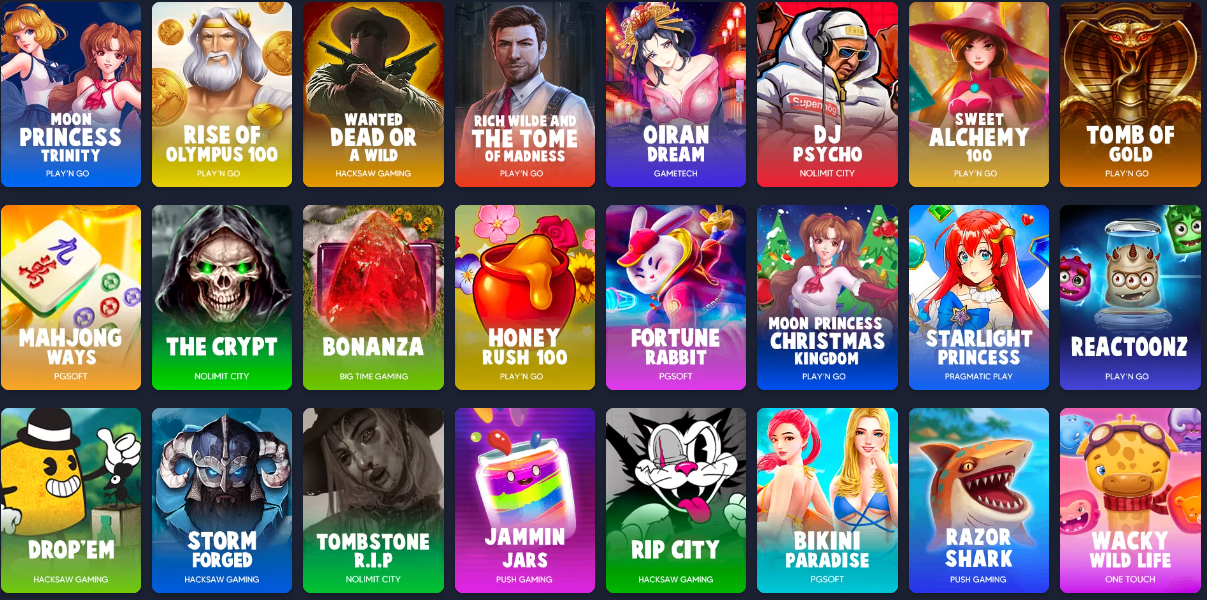 MOON
PRINCESS
TRINITY
PLAY'N GO
RISE OF
OLYMPUS 100
PLAY'N GO
WANTED
DEAD OR
A WILD
HACKSAW GAMING
RICH WILDE AND
THE TOME
OF MADNESS
PLAY'N GO
OIRAN
DREAM
GAMETECH
FAIR
Supermog
DJ
PSYCHO
NOLIMIT CITY
SWEET
ALCHEMY
100
PLAY'N GO
TOMB OF
GOLD
PLAY'N GO
MAHJONG
WAYS
PGSOFT
THE CRYPT
NOLIMIT CITY
BONANZA
BIG TIME GAMING
HONEY
RUSH 100
PLAY'N GO
FORTUNE
RABBIT
PGSOFT
MOON PRINCESS
CHRISTMAS
KINGDOM
PLAY'N GO
STARLIGHT
PRINCESS
PRAGMATIC PLAY
REACTOONZ
PLAY'N GO
DROP'EM
HACKSAW GAMING
STORM
FORGED
HACKSAW GAMING
TOMBSTONE
R.I.P
NOLIMIT CITY
JAMMIN
JARS
PUSH GAMING
RIP CITY
HACKSAW GAMING
BIKINI
PARADISE
PGSOFT
RAZOR
SHARK
PUSH GAMING
WACKY
WILD LIFE
ONE TOUCH